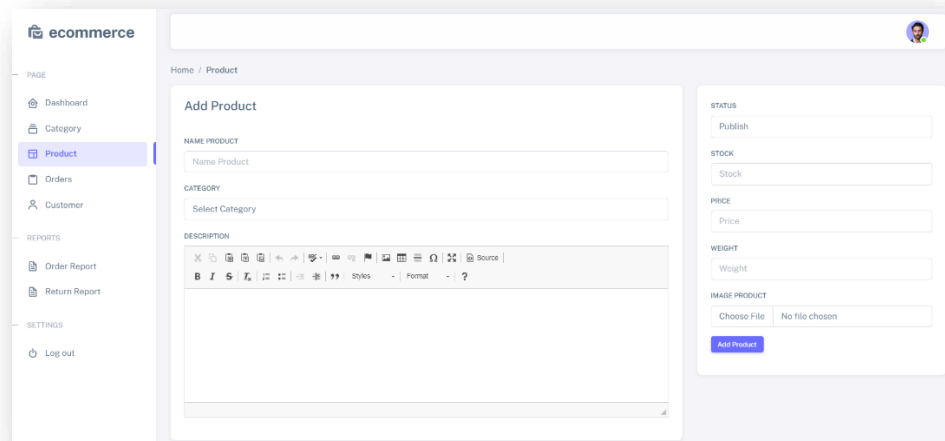 ecommerce
PAGE
Dashboard
Category
Product
Orders
Customer
REPORTS
Order Report
Return Report
SETTINGS
Log out
Home / Product
Add Product
NAME PRODUCT
Name Product
CATEGORY
Select Category
DESCRIPTION
Source
B I S Tx Styles Format ?
STATUS
Publish
STOCK
Stock
PRICE
Price
WEIGHT
Weight
IMAGE PRODUCT
Choose File No file chosen
Add Product